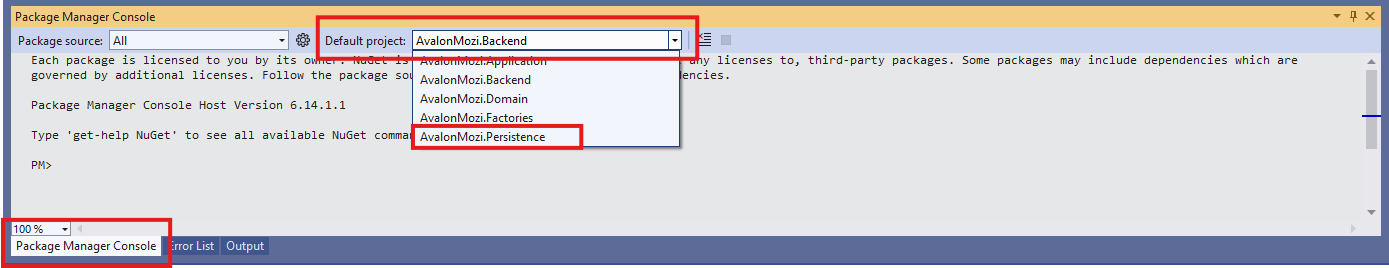 Package Manager Console
Package source: All
Default project: AvalonMozi.Backend
Each package is licensed to you by its owner. NuGet is any licenses to, third-party packages. Some packages may include dependencies which are
governed by additional licenses. Follow the package sou dencies.
AvalonMozi.Application
AvalonMozi.Backend
AvalonMozi.Domain
AvalonMozi.Factories
AvalonMozi.Persistence
Package Manager Console Host Version 6.14.1.1
Type 'get-help NuGet' to see all available NuGet comman
PM>
100 %
Package Manager Console Error List Output